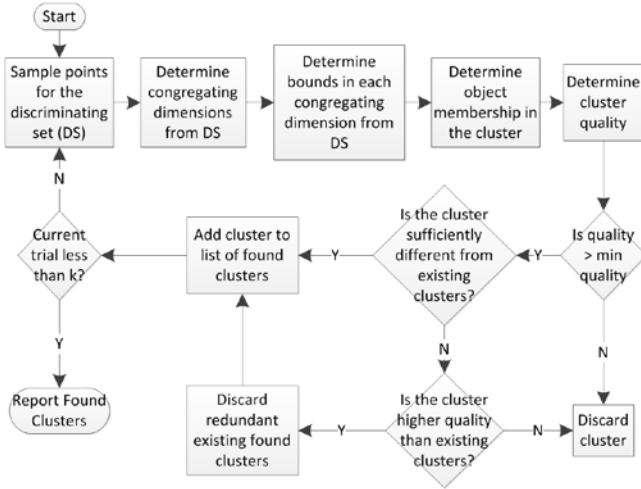 Start
Sample points
for the
discriminating
set (DS)
Determine
congregating
dimensions
from DS
Determine
bounds in each
congregating
dimension from
DS
Determine
object
membership in
the cluster
Determine
cluster
quality
N
Current
trial less
than k?
Y
Report Found
Clusters
Add cluster to
list of found
clusters
Y
Is the cluster
sufficiently
different from
existing
clusters?
Y
Is quality
> min
quality
N
N
Discard
redundant
existing found
clusters
Y
Is the cluster
higher quality
than existing
clusters?
N
Discard
cluster